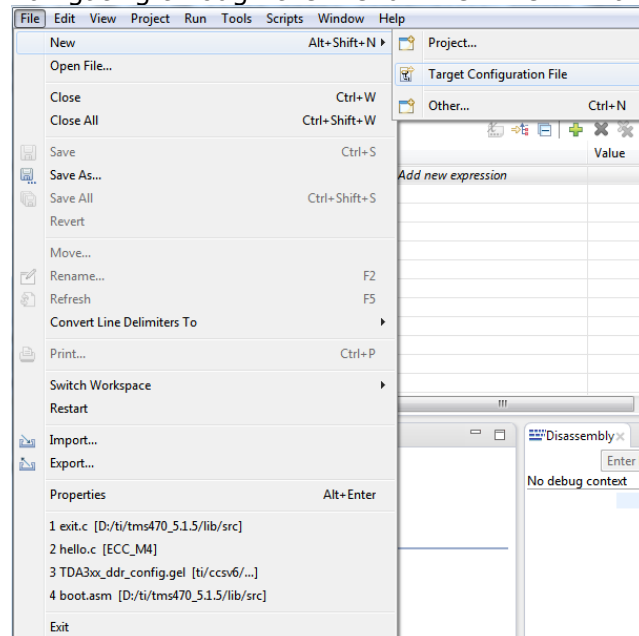 File Edit View Project Run Tools Scripts Window Help
New Alt+Shift+N
Project...
Open File...
Target Configuration File
Close Ctrl+W
Other... Ctrl+N
Close All Ctrl+Shift+W
Save Ctrl+S
Value
Save As...
Add new expression
Save All Ctrl+Shift+S
Revert
Move...
Rename... F2
Refresh F5
Convert Line Delimiters To
Print... Ctrl+P
Switch Workspace
Restart
Import...
Disassembly
Export...
Enter
No debug context
Properties Alt+Enter
1 exit.c [D:/ti/tms470_5.1.5/lib/src]
2 hello.c [ECC_M4]
3 TDA3xx_ddr_config.gel [ti/ccsv6/...]
4 boot.asm [D:/ti/tms470_5.1.5/lib/src]
Exit